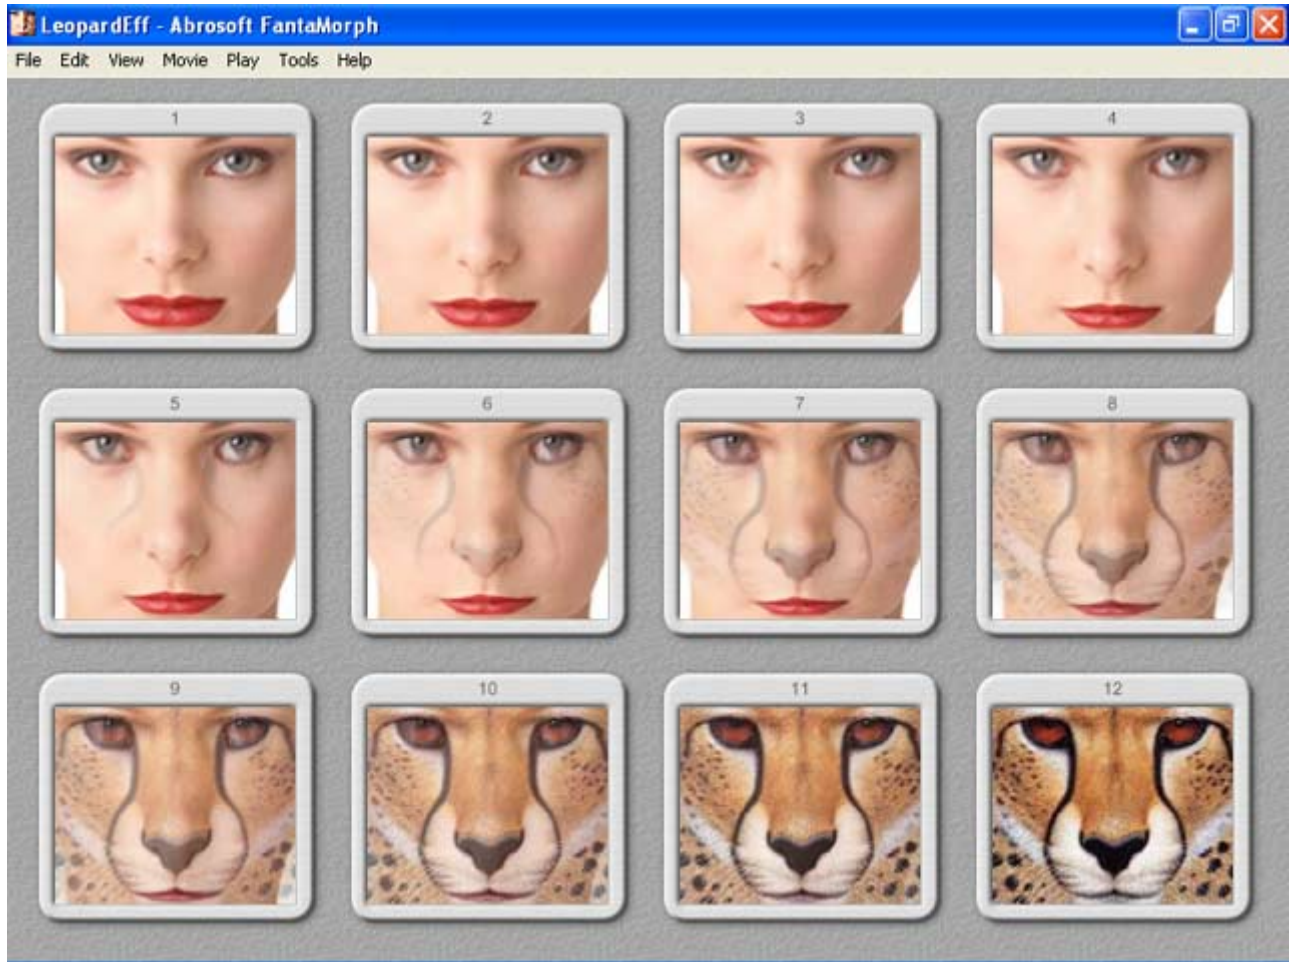 LeopardEff - Abrosoft FantaMorph
File Edit View Movie Play Tools Help
1 2 3 4
5 6 7 8
9 10 11 12